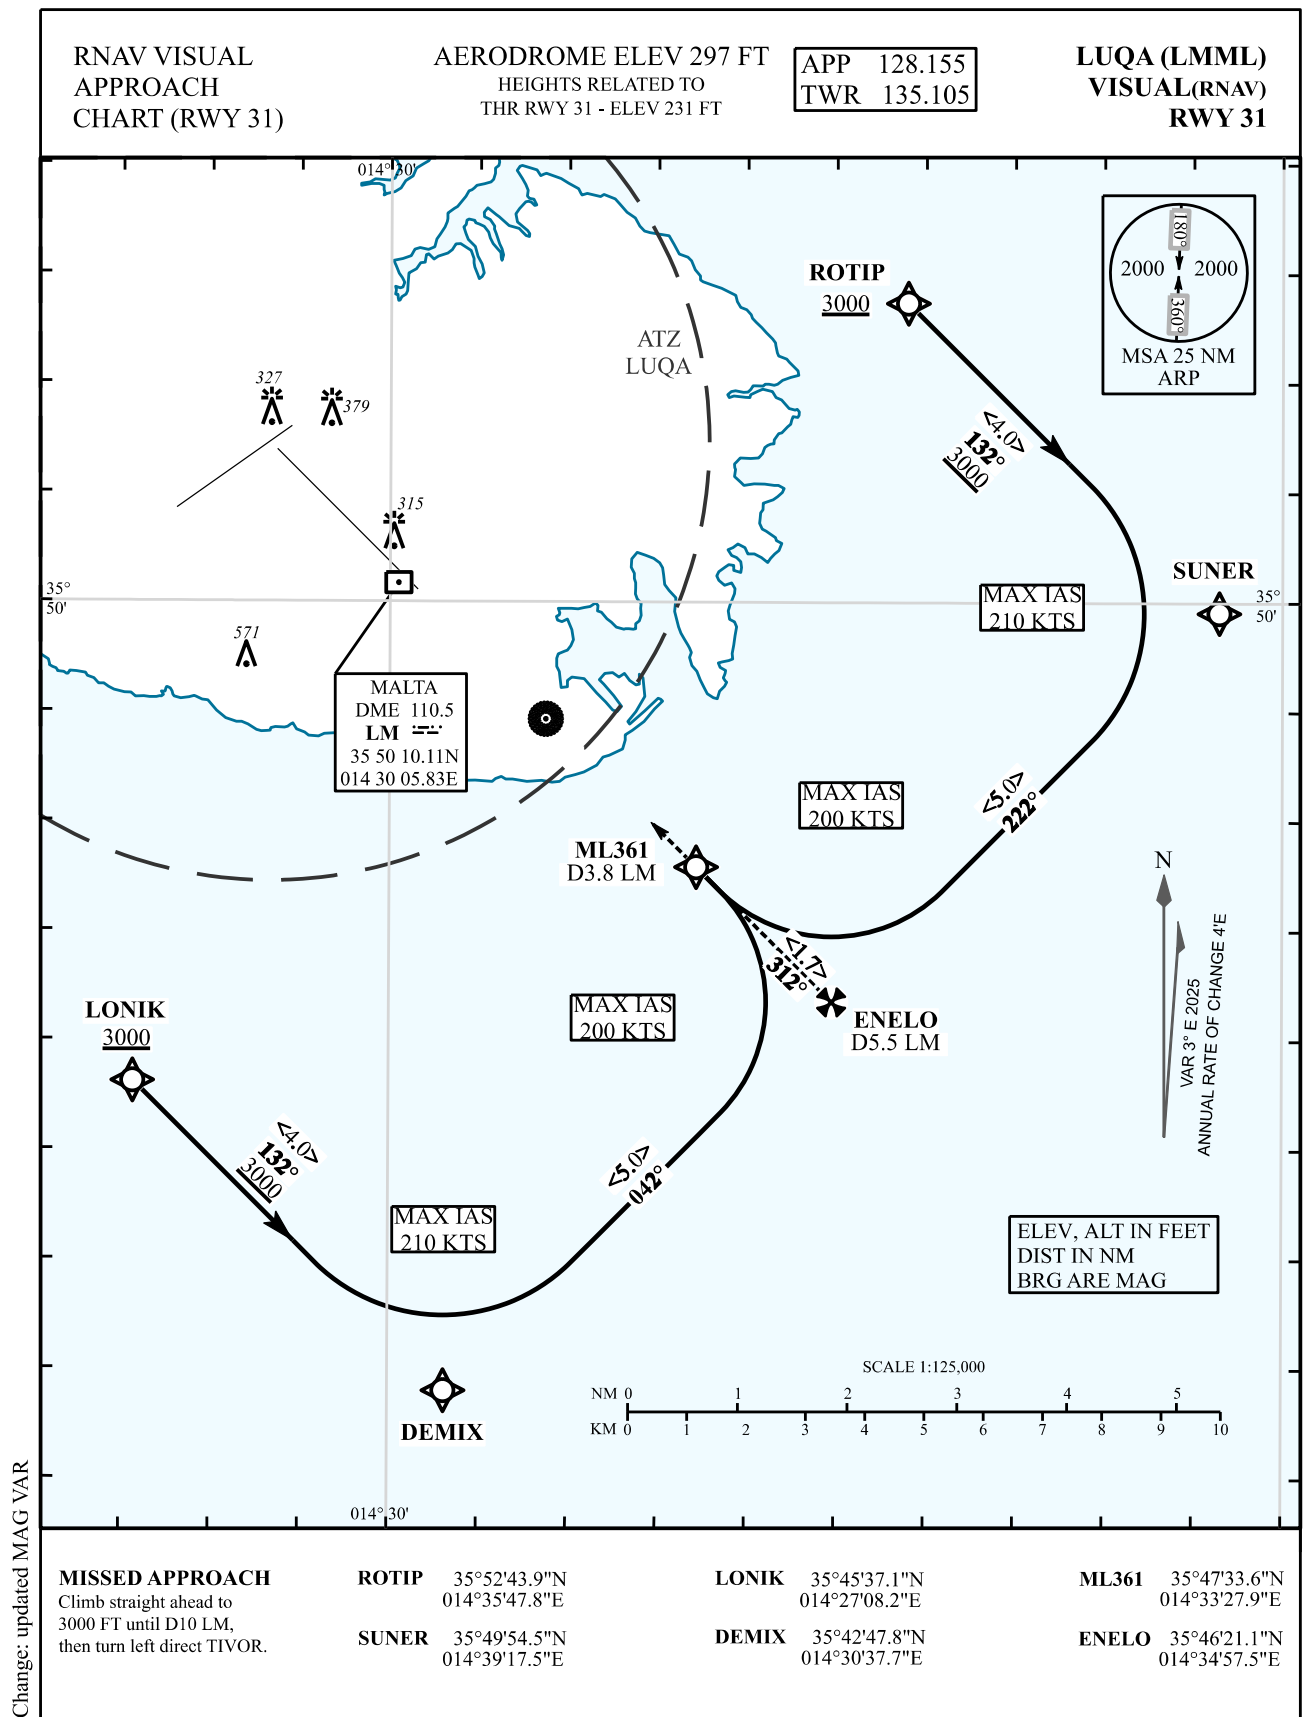 RNAV VISUAL
APPROACH
CHART (RWY 31)
AERODROME ELEV 297 FT
HEIGHTS RELATED TO
THR RWY 31 - ELEV 231 FT
APP 128.155
TWR 135.105
LUQA (LMML)
VISUAL(RNAV)
RWY 31
014° 30'
180°
2000 2000
360°
MSA 25 NM
ARP
ROTIP
3000
ATZ
LUQA
327
379
<4.0>
132°
3000
315
SUNER
MAX IAS
210 KTS
35°
50'
35°
50'
571
MALTA
DME 110.5
LM
35 50 10.11N
014 30 05.83E
MAX IAS
200 KTS
<5.0>
222°
ML361
D3.8 LM
N
VAR 3° E 2025
ANNUAL RATE OF CHANGE 4'E
<1.7>
312°
ENELO
D5.5 LM
MAX IAS
200 KTS
LONIK
3000
<4.0>
132°
3000
<5.0>
042°
MAX IAS
210 KTS
ELEV, ALT IN FEET
DIST IN NM
BRG ARE MAG
DEMIX
SCALE 1:125,000
NM 0 1 2 3 4 5
KM 0 1 2 3 4 5 6 7 8 9 10
014° 30'
Change: updated MAG VAR
MISSED APPROACH
Climb straight ahead to
3000 FT until D10 LM,
then turn left direct TIVOR.
ROTIP 35°52'43.9"N
014°35'47.8"E
SUNER 35°49'54.5"N
014°39'17.5"E
LONIK 35°45'37.1"N
014°27'08.2"E
DEMIX 35°42'47.8"N
014°30'37.7"E
ML361 35°47'33.6"N
014°33'27.9"E
ENELO 35°46'21.1"N
014°34'57.5"E